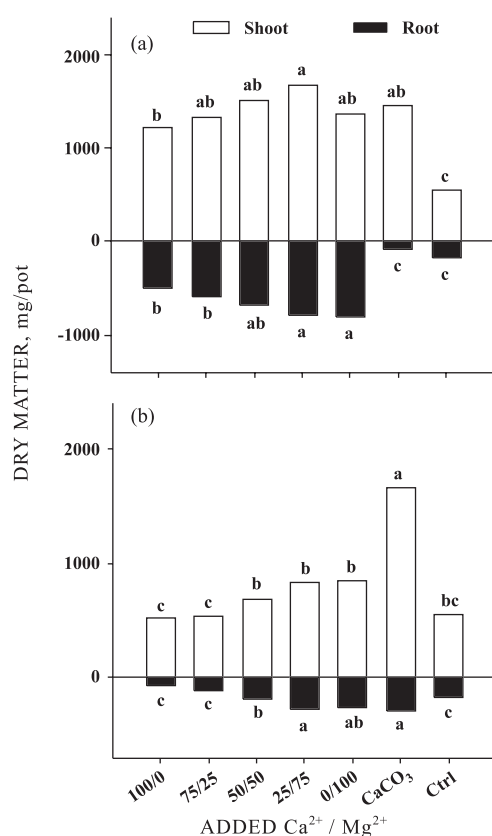 (a) Shoot Root
2000
a
ab ab ab ab
b
1000
c
0
c c
b b ab a a
-1000
DRY MATTER, mg/pot
(b)
2000
a
1000
b b
b
c c bc
0
c c b a ab a c
100/0 75/25 50/50 25/75 0/100 CaCO₃ Ctrl
ADDED Ca²⁺ / Mg²⁺